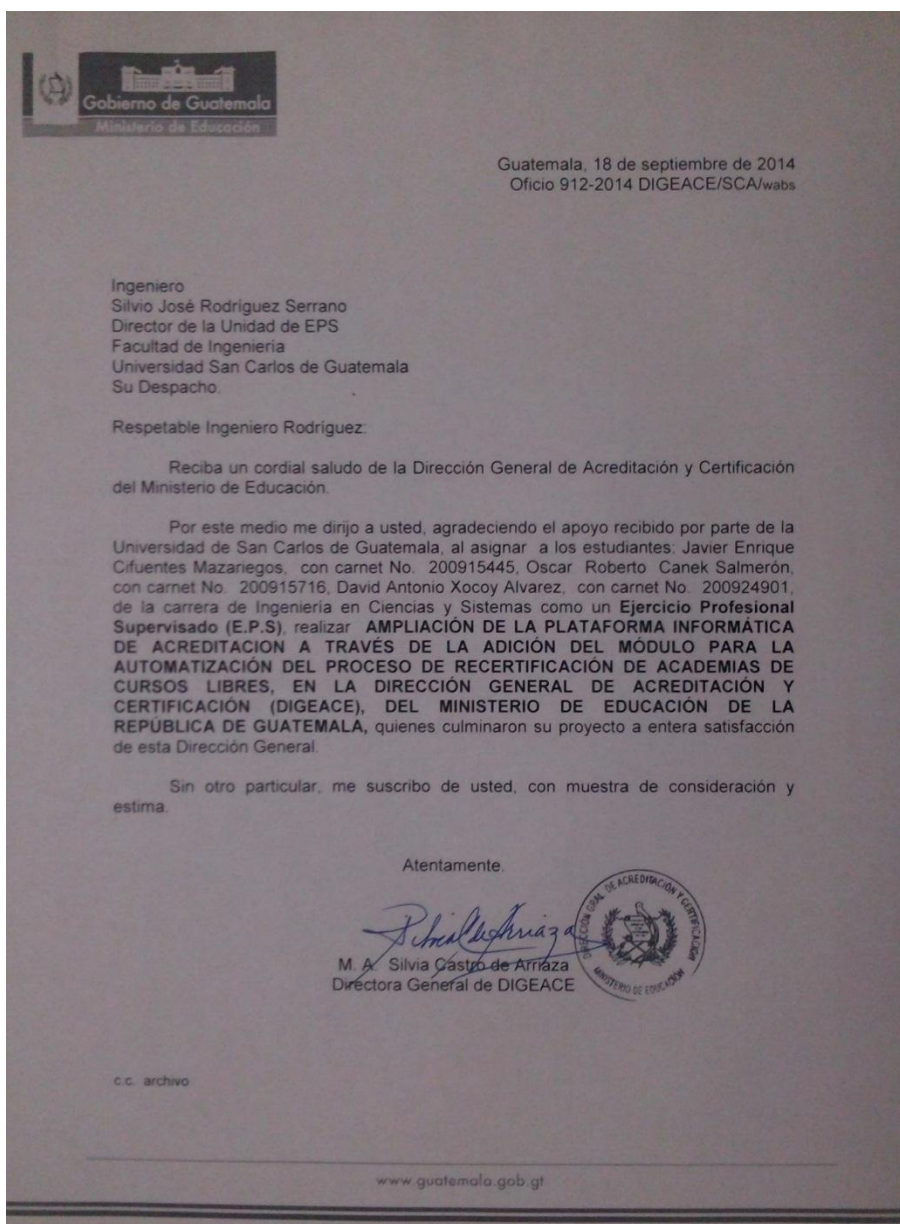 Gobierno de Guatemala
Ministerio de Educación
Guatemala, 18 de septiembre de 2014
Oficio 912-2014 DIGEACE/SCA/wabs
Ingeniero
Silvio José Rodríguez Serrano
Director de la Unidad de EPS
Facultad de Ingenieria
Universidad San Carlos de Guatemala
Su Despacho.
Respetable Ingeniero Rodríguez:
Reciba un cordial saludo de la Dirección General de Acreditación y Certificación
del Ministerio de Educación.
Por este medio me dirijo a usted, agradeciendo el apoyo recibido por parte de la
Universidad de San Carlos de Guatemala, al asignar a los estudiantes: Javier Enrique
Cifuentes Mazariegos, con carnet No. 200915445, Oscar Roberto Canek Salmerón,
con carnet No. 200915716, David Antonio Xocoy Alvarez, con carnet No. 200924901,
de la carrera de Ingeniería en Ciencias y Sistemas como un Ejercicio Profesional
Supervisado (E.P.S), realizar AMPLIACIÓN DE LA PLATAFORMA INFORMÁTICA
DE ACREDITACION A TRAVÉS DE LA ADICIÓN DEL MÓDULO PARA LA
AUTOMATIZACIÓN DEL PROCESO DE RECERTIFICACIÓN DE ACADEMIAS DE
CURSOS LIBRES, EN LA DIRECCIÓN GENERAL DE ACREDITACIÓN Y
CERTIFICACIÓN (DIGEACE), DEL MINISTERIO DE EDUCACIÓN DE LA
REPÚBLICA DE GUATEMALA, quienes culminaron su proyecto a entera satisfacción
de esta Dirección General.
Sin otro particular, me suscribo de usted, con muestra de consideración y
estima.
Atentamente.
M. A. Silvia Castro de Arriaza
Directora General de DIGEACE
DIRECCIÓN GRAL. DE ACREDITACIÓN Y CERTIFICACIÓN
MINISTERIO DE EDUCACIÓN
c.c. archivo
www.guatemala.gob.gt